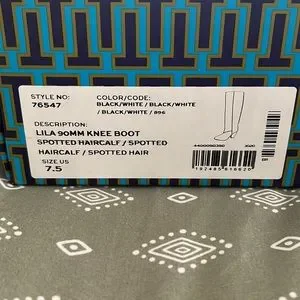 STYLE NO:
76547
COLOR/CODE:
BLACK/WHITE / BLACK/WHITE
/ BLACK/WHITE / 896
DESCRIPTION:
LILA 90MM KNEE BOOT
SPOTTED HAIRCALF / SPOTTED
HAIRCALF / SPOTTED HAIR
SIZE US
7.5
2020